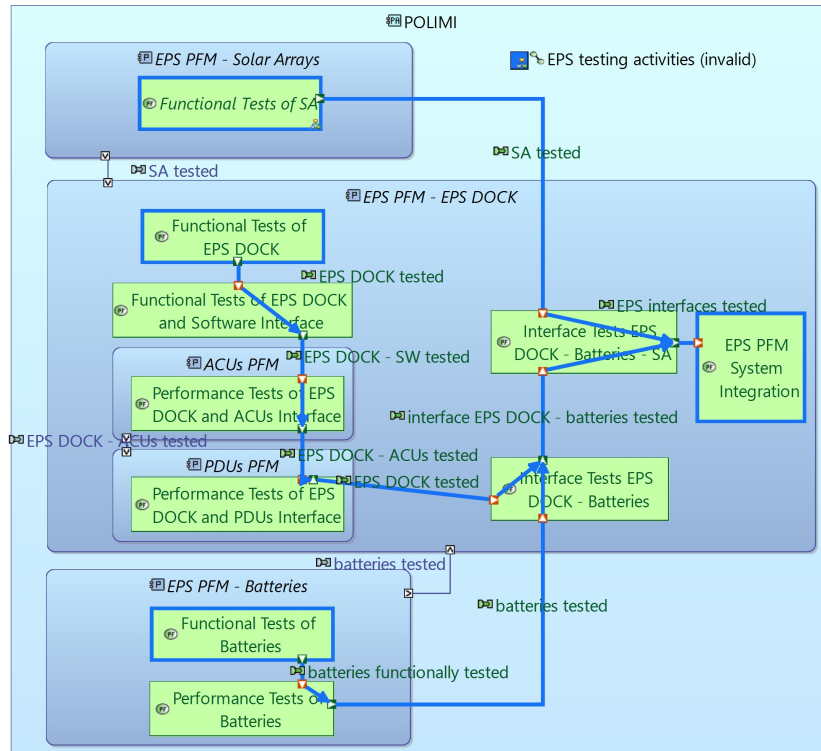 POLIMI
EPS PFM - Solar Arrays
EPS testing activities (invalid)
Functional Tests of SA
SA tested
SA tested
EPS PFM - EPS DOCK
Functional Tests of
EPS DOCK
EPS DOCK tested
Functional Tests of EPS DOCK
and Software Interface
EPS interfaces tested
Interface Tests EPS
DOCK - Batteries - SA
EPS PFM
System
Integration
EPS DOCK - SW tested
ACUs PFM
Performance Tests of EPS
DOCK and ACUs Interface
interface EPS DOCK - batteries tested
EPS DOCK - ACUs tested
EPS DOCK - ACUs tested
PDUs PFM
EPS DOCK tested
Performance Tests of EPS
DOCK and PDUs Interface
Interface Tests EPS
DOCK - Batteries
batteries tested
EPS PFM - Batteries
batteries tested
Functional Tests of
Batteries
batteries functionally tested
Performance Tests of
Batteries